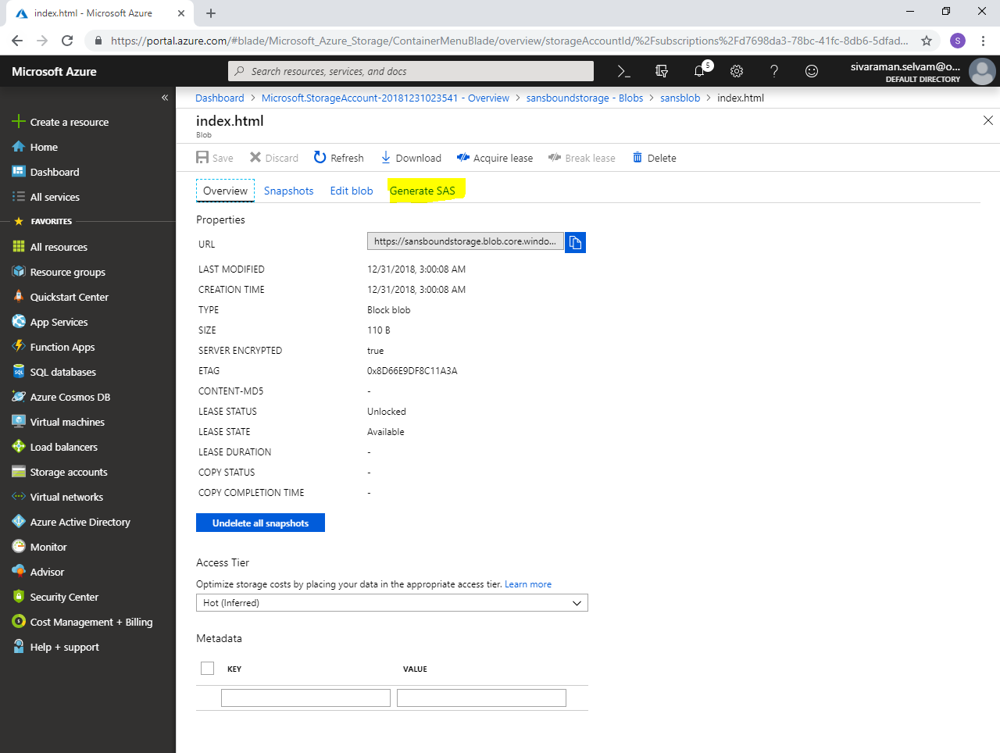 index.html - Microsoft Azure
https://portal.azure.com/#blade/Microsoft_Azure_Storage/ContainerMenuBlade/overview/storageAccountId/%2Fsubscriptions%2Fd7698da3-78bc-41fc-8db6-5dfad...
S
Microsoft Azure
Search resources, services, and docs
5
sivaraman.selvam@o...
DEFAULT DIRECTORY
Dashboard > Microsoft.StorageAccount-20181231023541 - Overview > sansboundstorage - Blobs > sansblob > index.html
index.html
Blob
Save Discard Refresh Download Acquire lease Break lease Delete
Overview Snapshots Edit blob Generate SAS
Create a resource
Home
Dashboard
All services
FAVORITES
All resources
Resource groups
Quickstart Center
App Services
Function Apps
SQL databases
Azure Cosmos DB
Virtual machines
Load balancers
Storage accounts
Virtual networks
Azure Active Directory
Monitor
Advisor
Security Center
Cost Management + Billing
Help + support
Properties
URL https://sansboundstorage.blob.core.windo...
LAST MODIFIED 12/31/2018, 3:00:08 AM
CREATION TIME 12/31/2018, 3:00:08 AM
TYPE Block blob
SIZE 110 B
SERVER ENCRYPTED true
ETAG 0x8D66E9DF8C11A3A
CONTENT-MD5 -
LEASE STATUS Unlocked
LEASE STATE Available
LEASE DURATION -
COPY STATUS -
COPY COMPLETION TIME -
Undelete all snapshots
Access Tier
Optimize storage costs by placing your data in the appropriate access tier. Learn more
Hot (Inferred)
Metadata
KEY VALUE